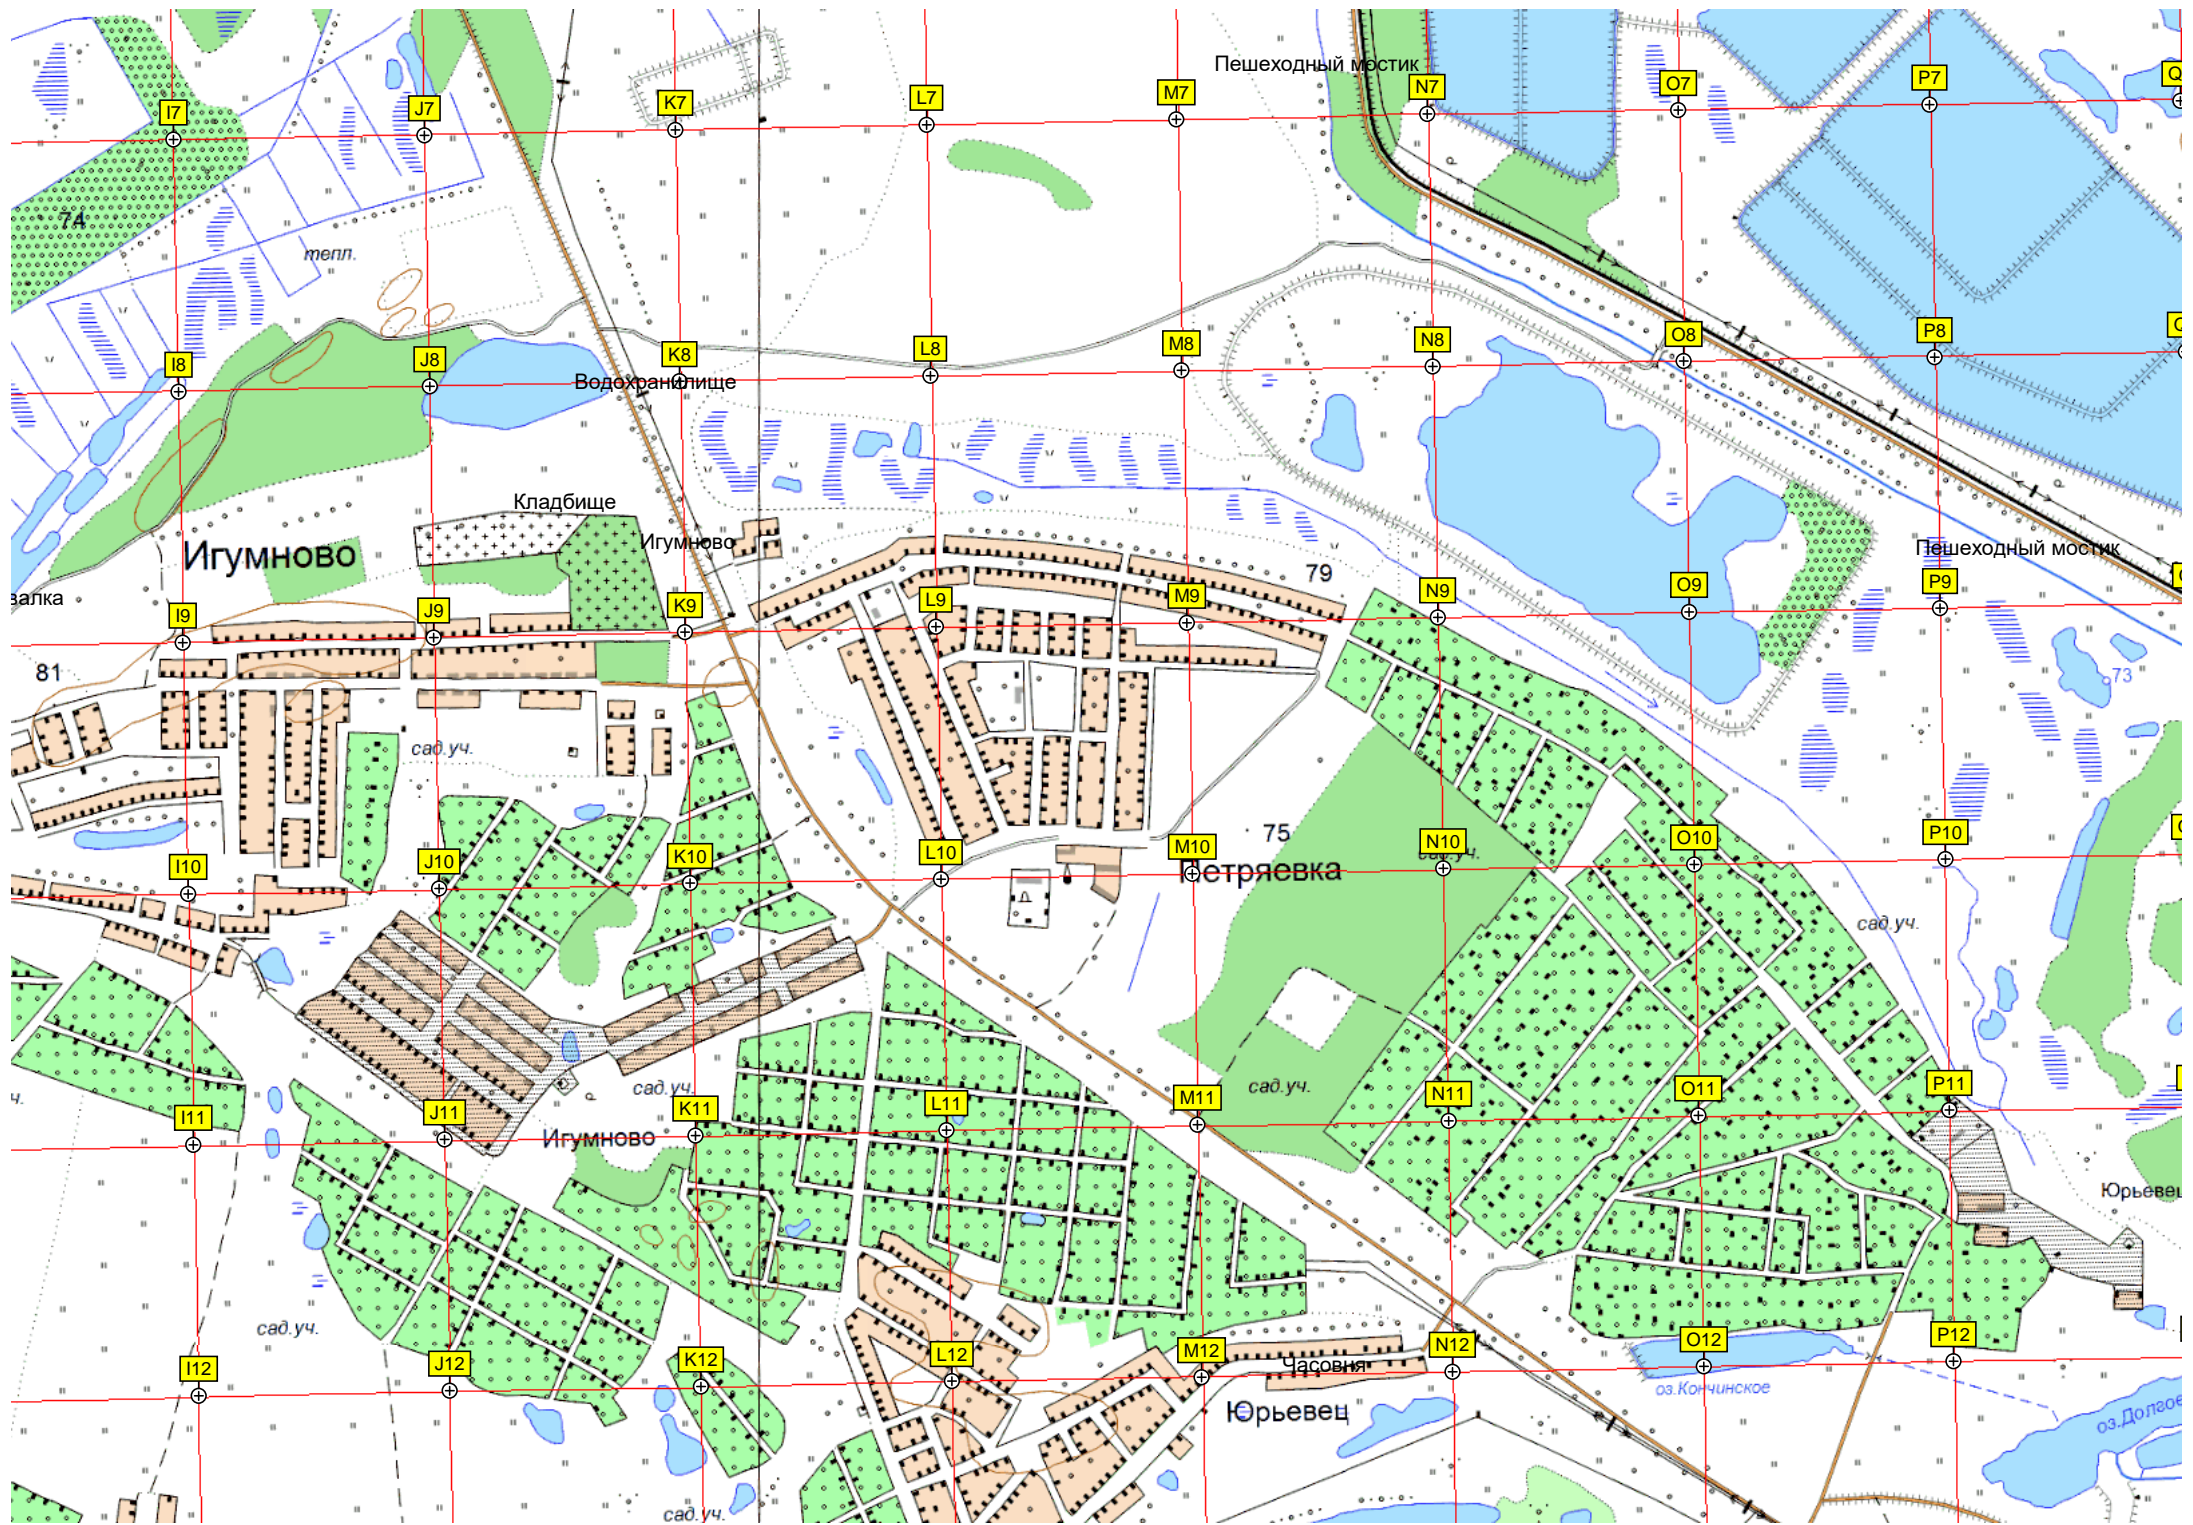 Пешеходный мостик
I7
J7
K7
L7
M7
N7
O7
P7
74
тепл.
I8
J8
K8
L8
M8
N8
O8
P8
Водохранилище
Кладбище
Игумново
Игумново
79
Пешеходный мостик
валка
I9
J9
K9
L9
M9
N9
O9
P9
81
73
сад.уч.
75
I10
J10
K10
L10
M10
N10
O10
P10
Петряевка
сад.уч.
сад.уч.
сад.уч.
I11
J11
K11
L11
M11
N11
O11
P11
Игумново
Юрьевец
сад.уч.
I12
J12
K12
L12
M12
N12
O12
P12
Часовня
оз.Кончинское
Юрьевец
оз.Долгое
сад.уч.